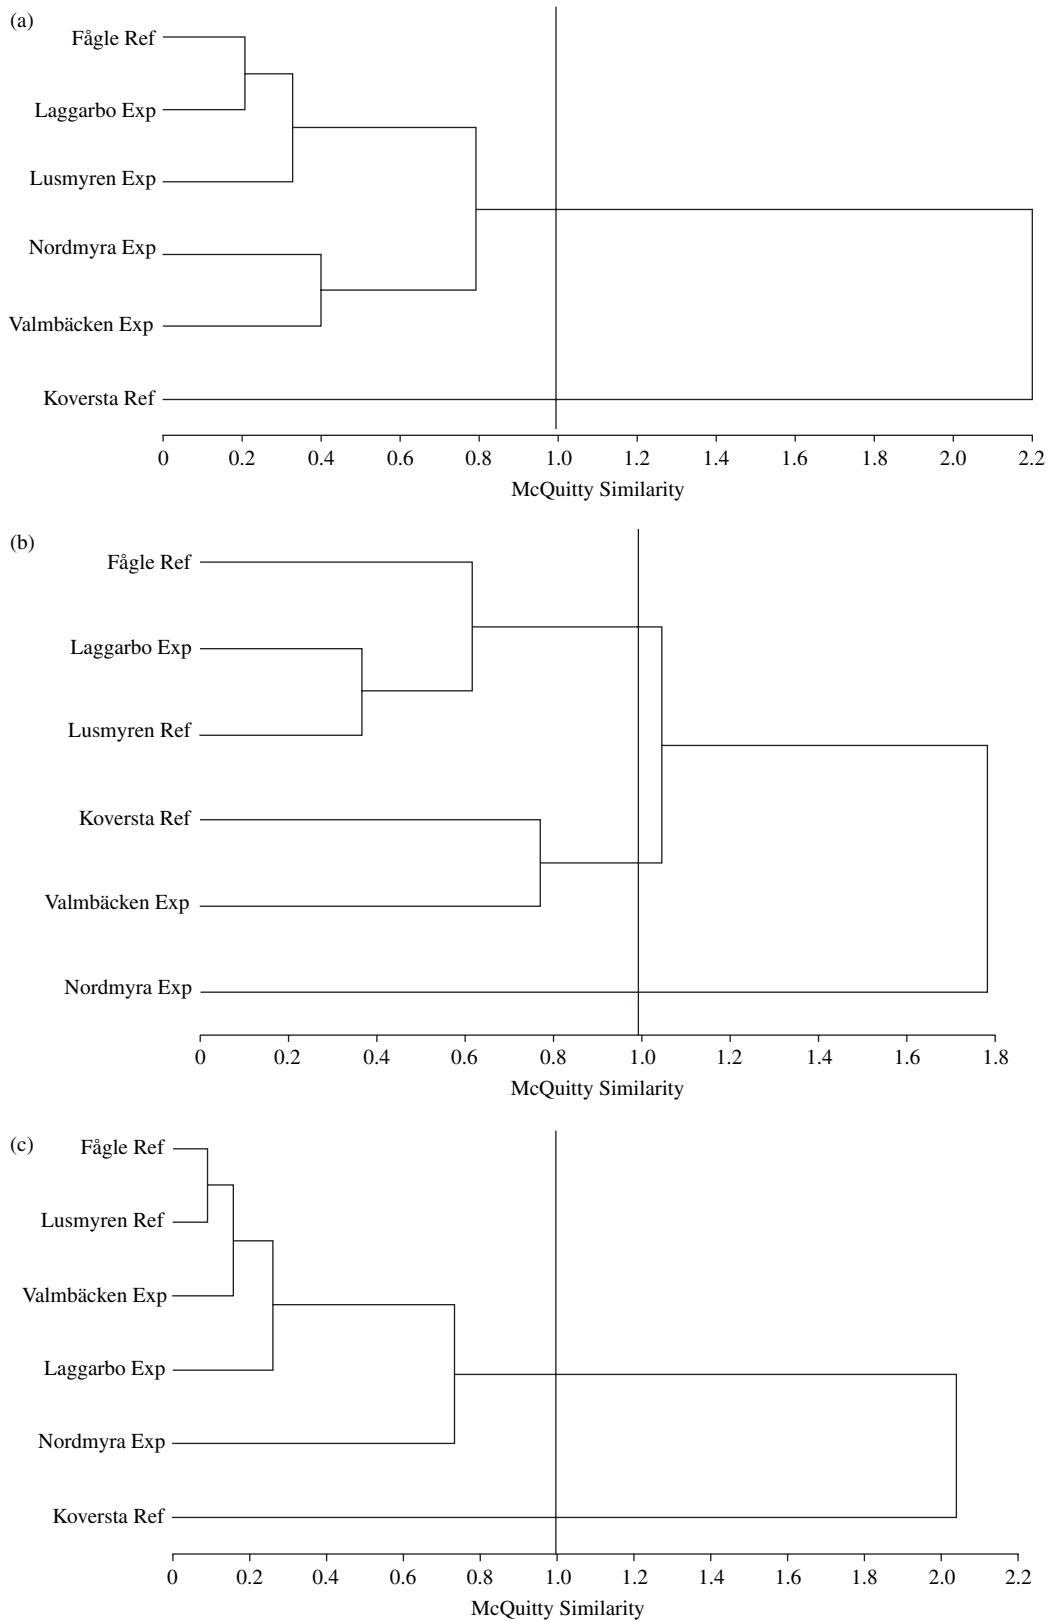 (a)
Fågle Ref
Laggarbo Exp
Lusmyren Exp
Nordmyra Exp
Valmbäcken Exp
Koversta Ref
0 0.2 0.4 0.6 0.8 1.0 1.2 1.4 1.6 1.8 2.0 2.2
McQuitty Similarity
(b)
Fågle Ref
Laggarbo Exp
Lusmyren Ref
Koversta Ref
Valmbäcken Exp
Nordmyra Exp
0 0.2 0.4 0.6 0.8 1.0 1.2 1.4 1.6 1.8
McQuitty Similarity
(c)
Fågle Ref
Lusmyren Ref
Valmbäcken Exp
Laggarbo Exp
Nordmyra Exp
Koversta Ref
0 0.2 0.4 0.6 0.8 1.0 1.2 1.4 1.6 1.8 2.0 2.2
McQuitty Similarity